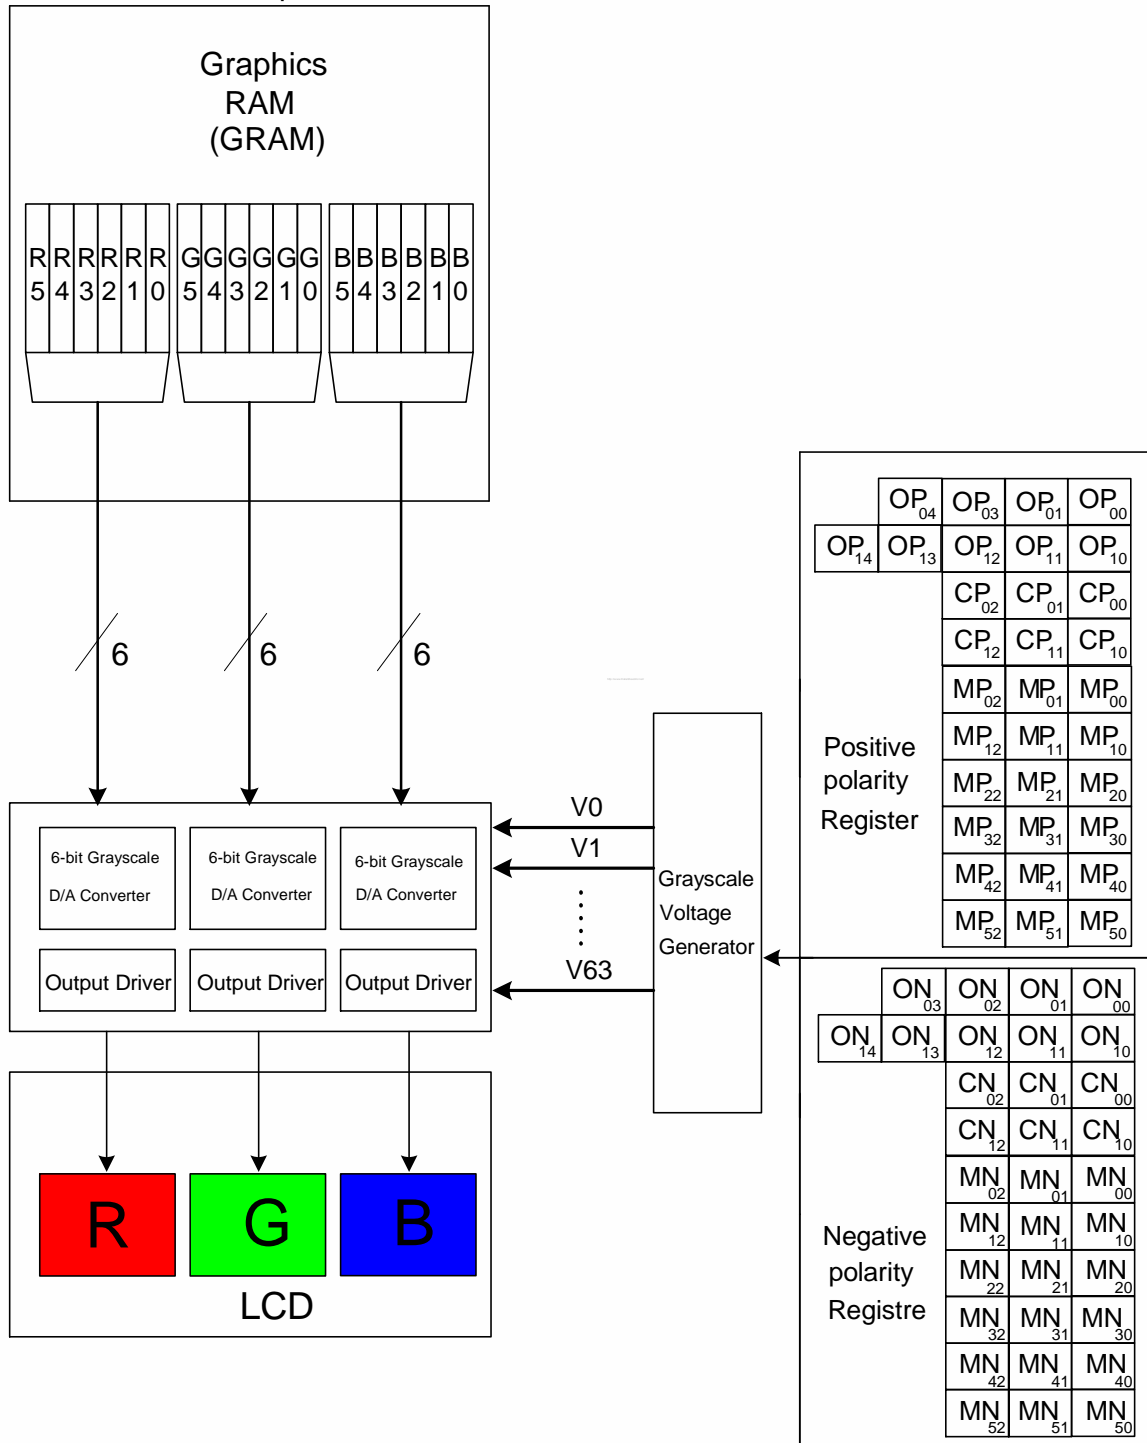 Graphics
RAM
(GRAM)
R5 R4 R3 R2 R1 R0 G5 G4 G3 G2 G1 G0 B5 B4 B3 B2 B1 B0
6 6 6
6-bit Grayscale
D/A Converter
6-bit Grayscale
D/A Converter
6-bit Grayscale
D/A Converter
Output Driver
Output Driver
Output Driver
V0
V1
V63
Grayscale
Voltage
Generator
R
G
B
LCD
OP04 OP03 OP01 OP00
OP14 OP13 OP12 OP11 OP10
CP02 CP01 CP00
CP12 CP11 CP10
MP02 MP01 MP00
MP12 MP11 MP10
MP22 MP21 MP20
MP32 MP31 MP30
MP42 MP41 MP40
MP52 MP51 MP50
Positive
polarity
Register
ON03 ON02 ON01 ON00
ON14 ON13 ON12 ON11 ON10
CN02 CN01 CN00
CN12 CN11 CN10
MN02 MN01 MN00
MN12 MN11 MN10
MN22 MN21 MN20
MN32 MN31 MN30
MN42 MN41 MN40
MN52 MN51 MN50
Negative
polarity
Registre